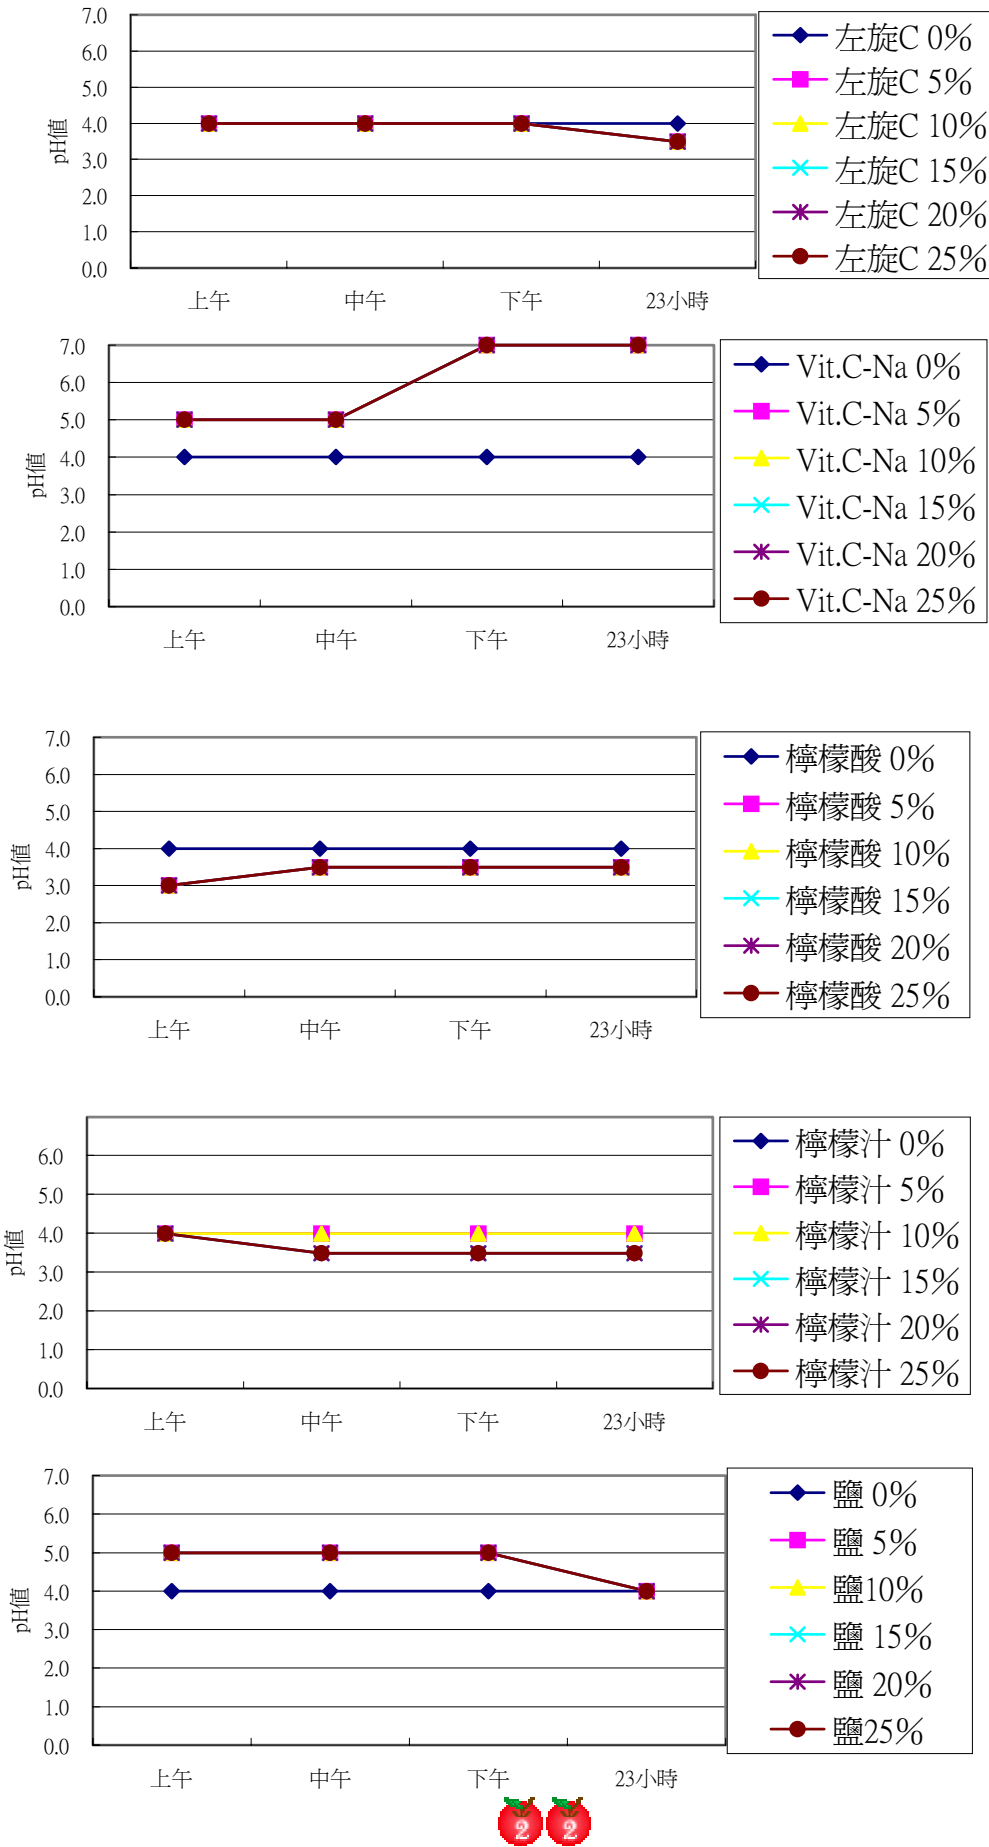 7.0
6.0
5.0
4.0
3.0
2.0
1.0
0.0
pH值
上午 中午 下午 23小時
左旋C 0%
左旋C 5%
左旋C 10%
左旋C 15%
左旋C 20%
左旋C 25%
7.0
6.0
5.0
4.0
3.0
2.0
1.0
0.0
pH值
上午 中午 下午 23小時
Vit.C-Na 0%
Vit.C-Na 5%
Vit.C-Na 10%
Vit.C-Na 15%
Vit.C-Na 20%
Vit.C-Na 25%
7.0
6.0
5.0
4.0
3.0
2.0
1.0
0.0
pH值
上午 中午 下午 23小時
檸檬酸 0%
檸檬酸 5%
檸檬酸 10%
檸檬酸 15%
檸檬酸 20%
檸檬酸 25%
6.0
5.0
4.0
3.0
2.0
1.0
0.0
pH值
上午 中午 下午 23小時
檸檬汁 0%
檸檬汁 5%
檸檬汁 10%
檸檬汁 15%
檸檬汁 20%
檸檬汁 25%
7.0
6.0
5.0
4.0
3.0
2.0
1.0
0.0
pH值
上午 中午 下午 23小時
鹽 0%
鹽 5%
鹽10%
鹽 15%
鹽 20%
鹽25%
2 2